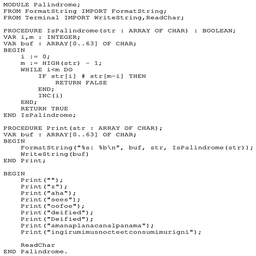 MODULE Palindrome;
FROM FormatString IMPORT FormatString;
FROM Terminal IMPORT WriteString,ReadChar;

PROCEDURE IsPalindrome(str : ARRAY OF CHAR) : BOOLEAN;
VAR i,m : INTEGER;
VAR buf : ARRAY[0..63] OF CHAR;
BEGIN
    i := 0;
    m := HIGH(str) - 1;
    WHILE i<m DO
        IF str[i] # str[m-i] THEN
            RETURN FALSE
        END;
        INC(i)
    END;
    RETURN TRUE
END IsPalindrome;

PROCEDURE Print(str : ARRAY OF CHAR);
VAR buf : ARRAY[0..63] OF CHAR;
BEGIN
    FormatString("%s: %b\n", buf, str, IsPalindrome(str));
    WriteString(buf)
END Print;

BEGIN
    Print("");
    Print("z");
    Print("aha");
    Print("sees");
    Print("oofoe");
    Print("deified");
    Print("Deified");
    Print("amanaplanacanalpanama");
    Print("ingirumimusnocteetconsumimurigni");

    ReadChar
END Palindrome.